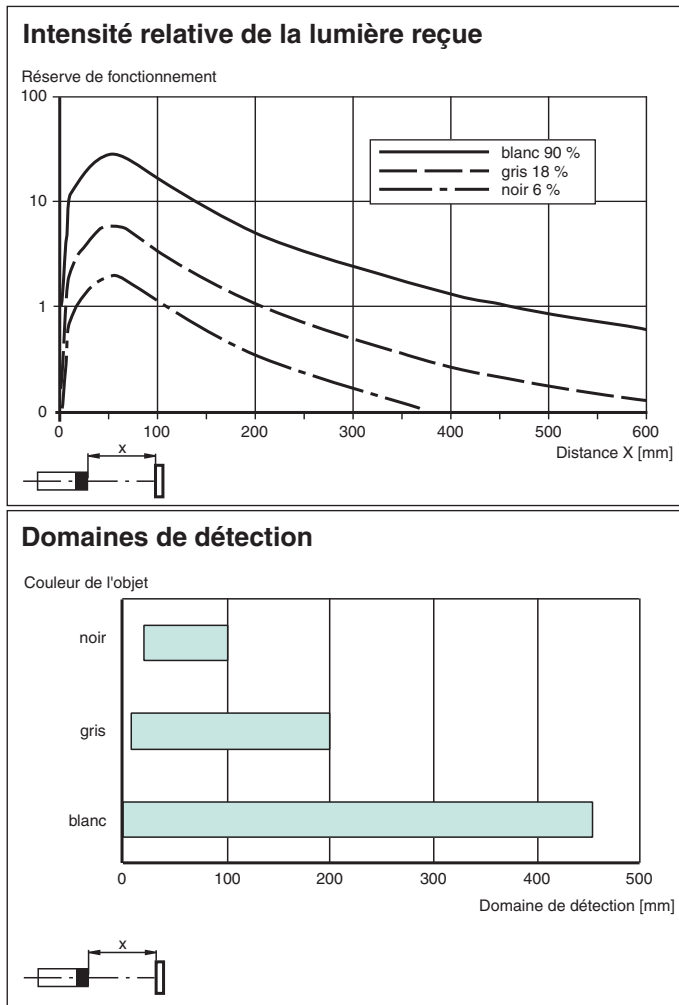 Intensité relative de la lumière reçue
Réserve de fonctionnement
100
10
1
0
blanc 90 %
gris 18 %
noir 6 %
0 100 200 300 400 500 600
Distance X [mm]
x
Domaines de détection
Couleur de l'objet
noir
gris
blanc
0 100 200 300 400 500
Domaine de détection [mm]
x